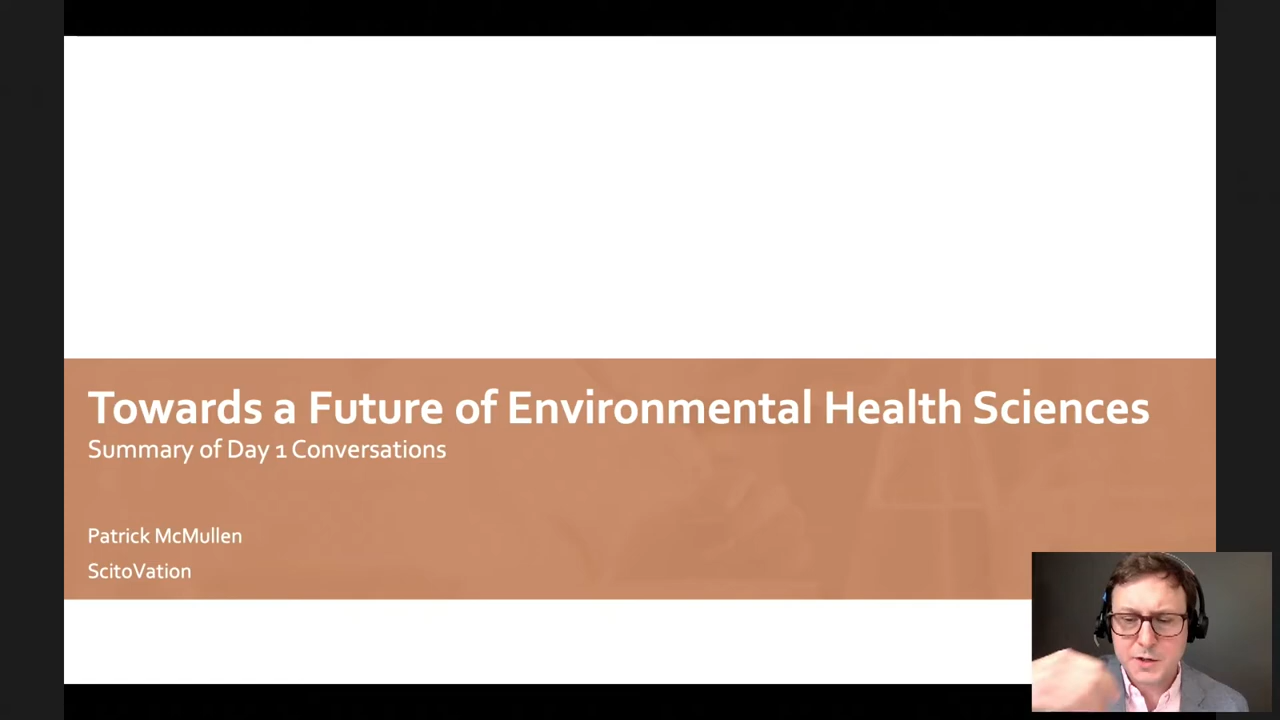 Towards a Future of Environmental Health Sciences
Summary of Day 1 Conversations
Patrick McMullen
ScitoVation